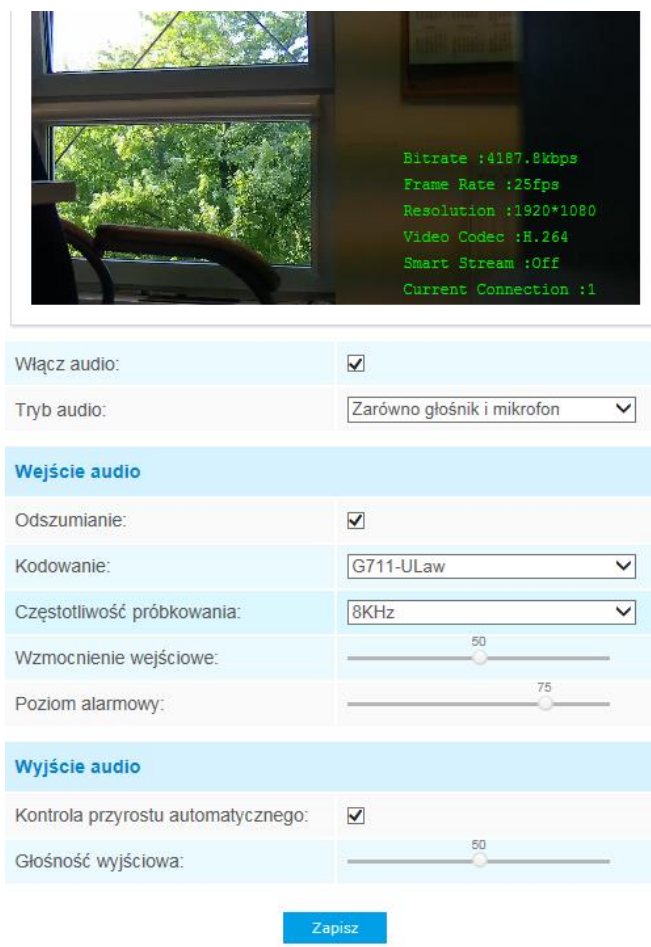 Bitrate :4187.8kbps
Frame Rate :25fps
Resolution :1920*1080
Video Codec :H.264
Smart Stream :Off
Current Connection :1
Włącz audio:
Tryb audio: Zarówno głośnik i mikrofon
Wejście audio
Odszumianie:
Kodowanie: G711-ULaw
Częstotliwość próbkowania: 8KHz
Wzmocnienie wejściowe: 50
Poziom alarmowy: 75
Wyjście audio
Kontrola przyrostu automatycznego:
Głośność wyjściowa: 50
Zapisz